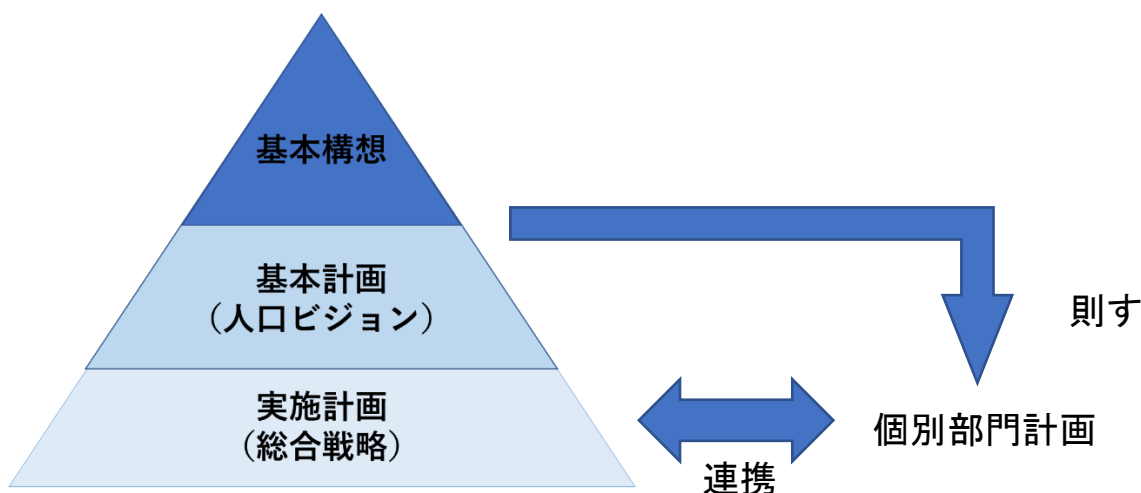 基本構想
基本計画
（人口ビジョン）
則す
実施計画
（総合戦略）
個別部門計画
連携